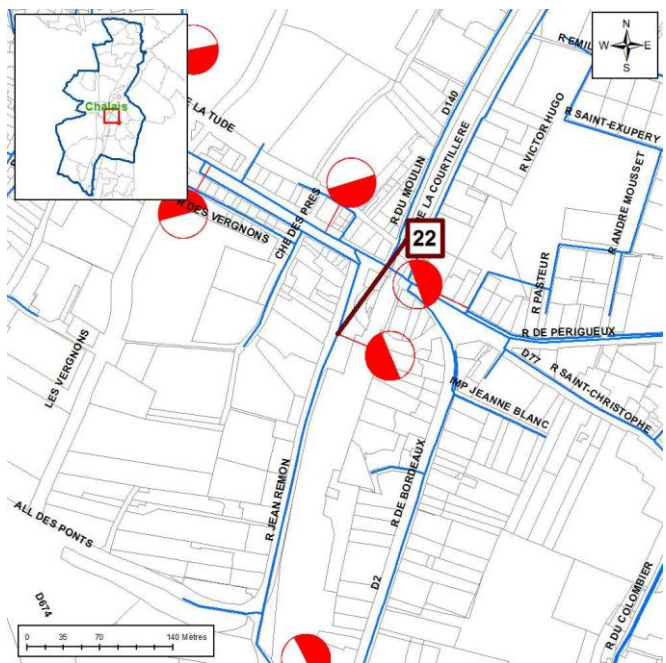 N
W E
S
Chalais
R EMIL
E LA TUDE
D140
R SAINT-EXUPERY
R VICTOR HUGO
R DU MOULIN
E LA COURTILLERE
R ANDRE MOUSSET
R DES VERGNONS
CHE DES PRES
22
R PASTEUR
R DE PERIGUEUX
D77
R SAINT-CHRISTOPHE
LES VERGNONS
IMP JEANNE BLANC
R JEAN REMON
R DE BORDEAUX
ALL DES PONTS
D2
D674
R DU COLOMBIER
0 35 70 140 Mètres